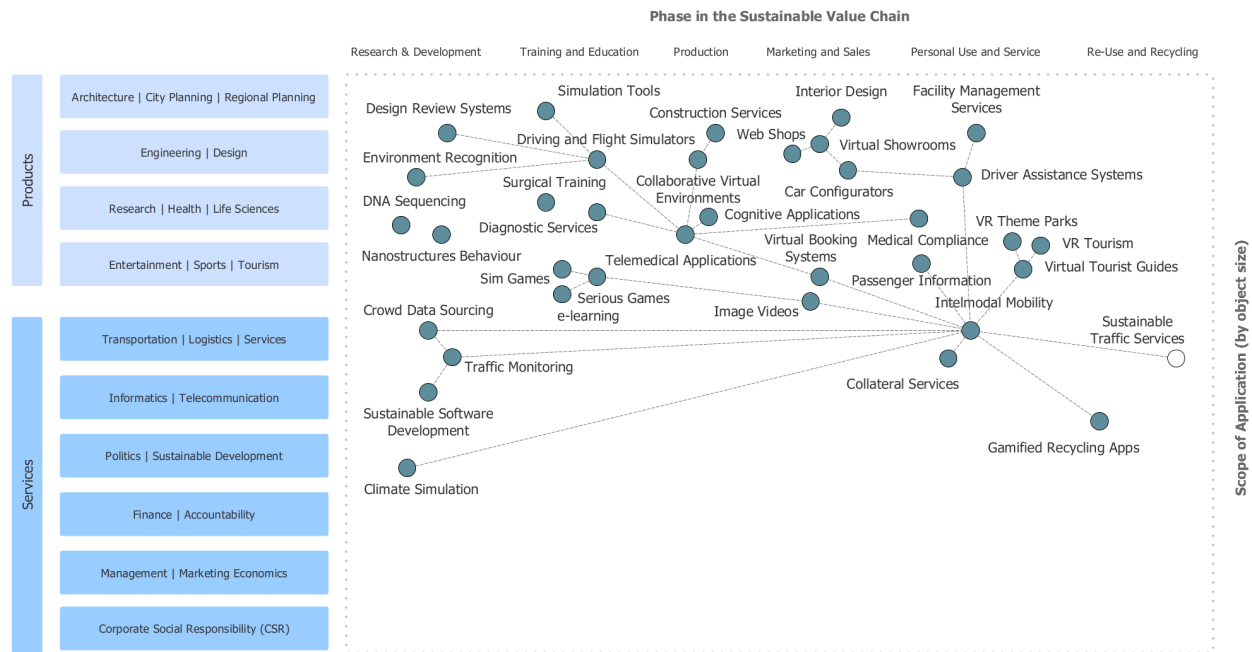 Phase in the Sustainable Value Chain
Research & Development
Training and Education
Production
Marketing and Sales
Personal Use and Service
Re-Use and Recycling
Products
Architecture | City Planning | Regional Planning
Engineering | Design
Research | Health | Life Sciences
Entertainment | Sports | Tourism
Services
Transportation | Logistics | Services
Informatics | Telecommunication
Politics | Sustainable Development
Finance | Accountability
Management | Marketing Economics
Corporate Social Responsibility (CSR)
Simulation Tools
Design Review Systems
Driving and Flight Simulators
Environment Recognition
Surgical Training
DNA Sequencing
Diagnostic Services
Nanostructures Behaviour
Construction Services
Collaborative Virtual
Environments
Cognitive Applications
Telemedical Applications
Sim Games
Serious Games
e-learning
Interior Design
Web Shops
Virtual Showrooms
Car Configurators
Facility Management
Services
Driver Assistance Systems
Medical Compliance
Virtual Booking
Systems
Image Videos
Passenger Information
VR Theme Parks
VR Tourism
Virtual Tourist Guides
Intelmodal Mobility
Crowd Data Sourcing
Traffic Monitoring
Sustainable Software
Development
Climate Simulation
Collateral Services
Sustainable
Traffic Services
Gamified Recycling Apps
Scope of Application (by object size)